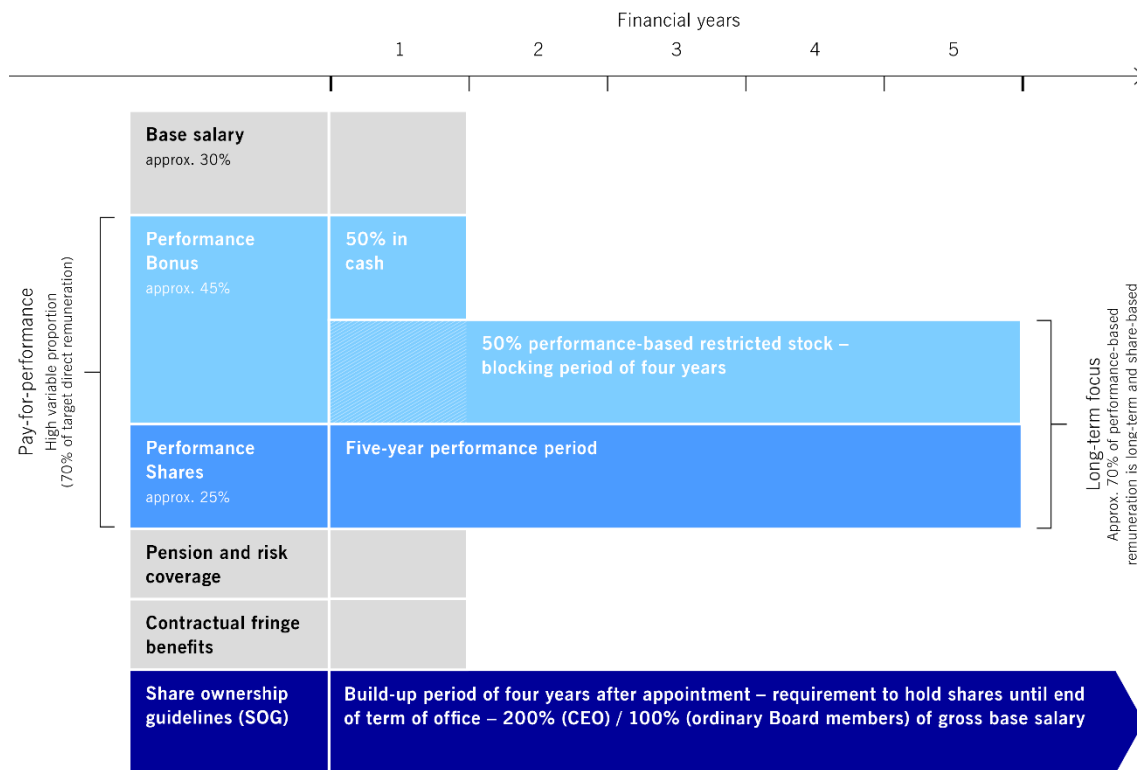 Financial years
1 2 3 4 5
Base salary
approx. 30%
Pay-for-performance
High variable proportion
(70% of target direct remuneration)
Performance
Bonus
approx. 45%
50% in
cash
50% performance-based restricted stock –
blocking period of four years
Performance
Shares
approx. 25%
Five-year performance period
Long-term focus
Approx. 70% of performance-based
remuneration is long-term and share-based
Pension and risk
coverage
Contractual fringe
benefits
Share ownership
guidelines (SOG)
Build-up period of four years after appointment – requirement to hold shares until end
of term of office – 200% (CEO) / 100% (ordinary Board members) of gross base salary